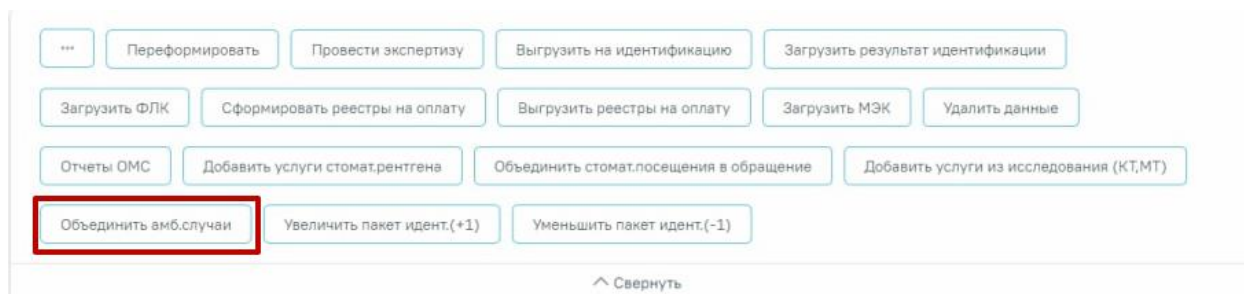 ... Переформировать Провести экспертизу Выгрузить на идентификацию Загрузить результат идентификации
Загрузить ФЛК Сформировать реестры на оплату Выгрузить реестры на оплату Загрузить МЭК Удалить данные
Отчеты ОМС Добавить услуги стомат.рентгена Объединить стомат.посещения в обращение Добавить услуги из исследования (КТ,МТ)
Объединить амб.случаи Увеличить пакет идент.(+1) Уменьшить пакет идент.(-1)
Свернуть